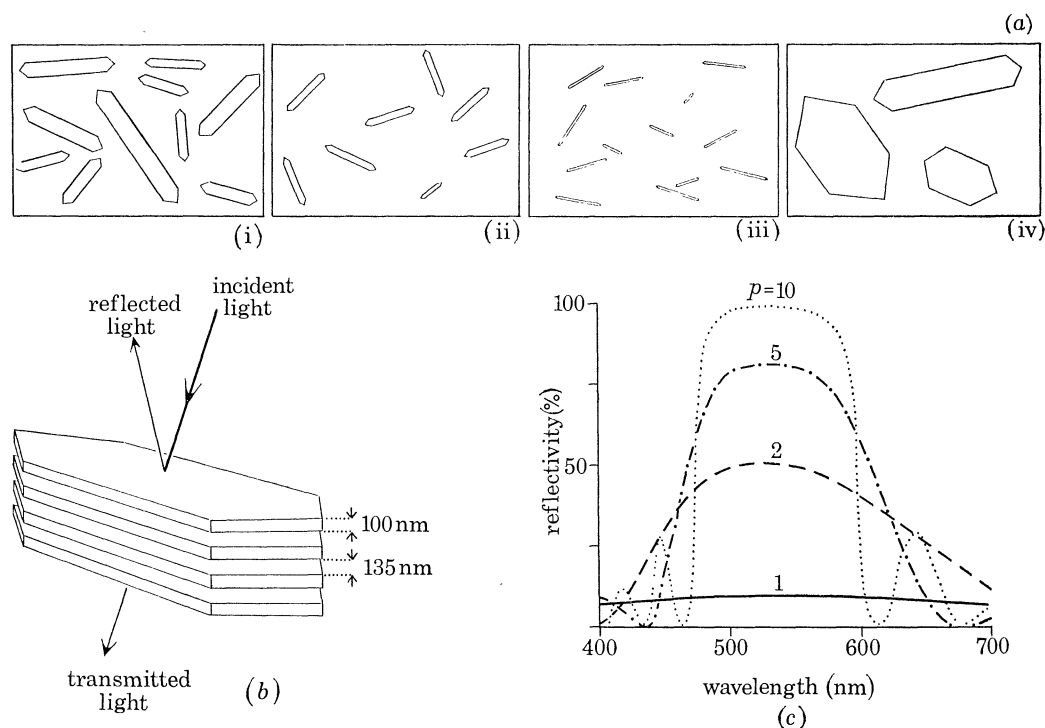 (a)
(i)
(ii)
(iii)
(iv)
reflected
light
incident
light
100 nm
135 nm
transmitted
light
(b)
p=10
100
5
2
50
1
reflectivity(%)
400
500
600
700
wavelength (nm)
(c)